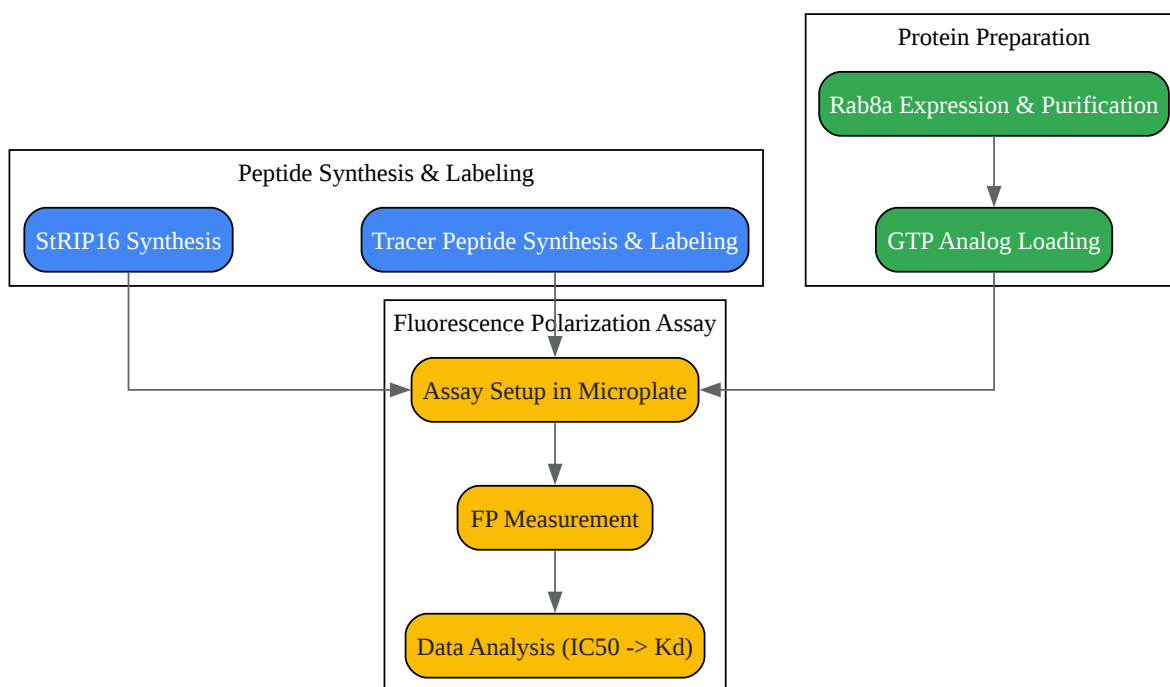 Protein Preparation
Rab8a Expression & Purification
Peptide Synthesis & Labeling
StRIP16 Synthesis
Tracer Peptide Synthesis & Labeling
GTP Analog Loading
Fluorescence Polarization Assay
Assay Setup in Microplate
FP Measurement
Data Analysis (IC50 -> Kd)